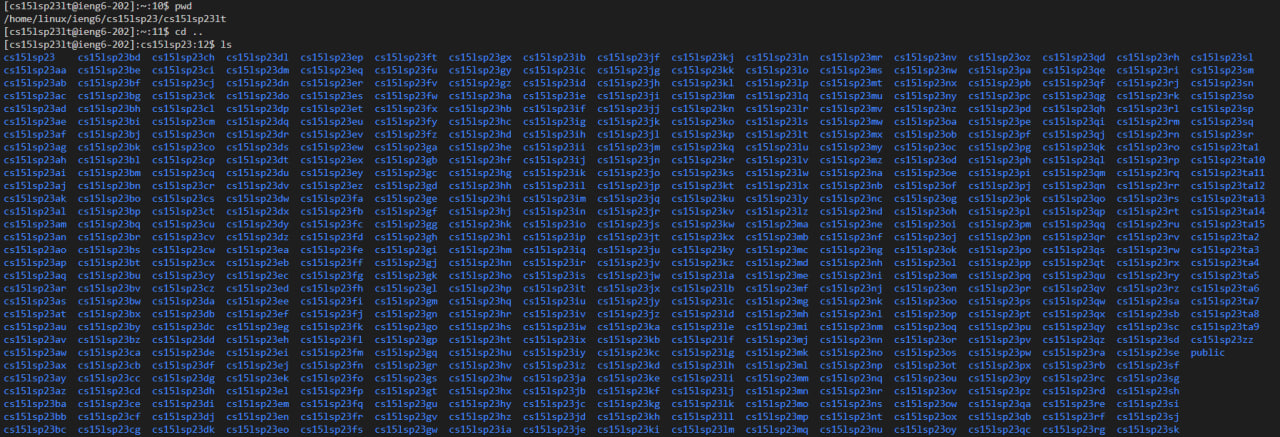 [cs15lsp23lt@ieng6-202]:~:10$ pwd
/home/linux/ieng6/cs15lsp23/cs15lsp23lt
[cs15lsp23lt@ieng6-202]:~:11$ cd ..
[cs15lsp23lt@ieng6-202]:cs15lsp23:12$ ls
cs15lsp23 cs15lsp23bd cs15lsp23ch cs15lsp23dl cs15lsp23ep cs15lsp23ft cs15lsp23gx cs15lsp23ib cs15lsp23jf cs15lsp23kj cs15lsp23ln cs15lsp23mr cs15lsp23nv cs15lsp23oz cs15lsp23qd cs15lsp23rh cs15lsp23sl
cs15lsp23aa cs15lsp23be cs15lsp23ci cs15lsp23dm cs15lsp23eq cs15lsp23fu cs15lsp23gy cs15lsp23ic cs15lsp23jg cs15lsp23kk cs15lsp23lo cs15lsp23ms cs15lsp23nw cs15lsp23pa cs15lsp23qe cs15lsp23ri cs15lsp23sm
cs15lsp23ab cs15lsp23bf cs15lsp23cj cs15lsp23dn cs15lsp23er cs15lsp23fv cs15lsp23gz cs15lsp23id cs15lsp23jh cs15lsp23kl cs15lsp23lp cs15lsp23mt cs15lsp23nx cs15lsp23pb cs15lsp23qf cs15lsp23rj cs15lsp23sn
cs15lsp23ac cs15lsp23bg cs15lsp23ck cs15lsp23do cs15lsp23es cs15lsp23fw cs15lsp23ha cs15lsp23ie cs15lsp23ji cs15lsp23km cs15lsp23lq cs15lsp23mu cs15lsp23ny cs15lsp23pc cs15lsp23qg cs15lsp23rk cs15lsp23so
cs15lsp23ad cs15lsp23bh cs15lsp23cl cs15lsp23dp cs15lsp23et cs15lsp23fx cs15lsp23hb cs15lsp23if cs15lsp23jj cs15lsp23kn cs15lsp23lr cs15lsp23mv cs15lsp23nz cs15lsp23pd cs15lsp23qh cs15lsp23rl cs15lsp23sp
cs15lsp23ae cs15lsp23bi cs15lsp23cm cs15lsp23dq cs15lsp23eu cs15lsp23fy cs15lsp23hc cs15lsp23ig cs15lsp23jk cs15lsp23ko cs15lsp23ls cs15lsp23mw cs15lsp23oa cs15lsp23pe cs15lsp23qi cs15lsp23rm cs15lsp23sq
cs15lsp23af cs15lsp23bj cs15lsp23cn cs15lsp23dr cs15lsp23ev cs15lsp23fz cs15lsp23hd cs15lsp23ih cs15lsp23jl cs15lsp23kp cs15lsp23lt cs15lsp23mx cs15lsp23ob cs15lsp23pf cs15lsp23qj cs15lsp23rn cs15lsp23sr
cs15lsp23ag cs15lsp23bk cs15lsp23co cs15lsp23ds cs15lsp23ew cs15lsp23ga cs15lsp23he cs15lsp23ii cs15lsp23jm cs15lsp23kq cs15lsp23lu cs15lsp23my cs15lsp23oc cs15lsp23pg cs15lsp23qk cs15lsp23ro cs15lsp23ta1
cs15lsp23ah cs15lsp23bl cs15lsp23cp cs15lsp23dt cs15lsp23ex cs15lsp23gb cs15lsp23hf cs15lsp23ij cs15lsp23jn cs15lsp23kr cs15lsp23lv cs15lsp23mz cs15lsp23od cs15lsp23ph cs15lsp23ql cs15lsp23rp cs15lsp23ta10
cs15lsp23ai cs15lsp23bm cs15lsp23cq cs15lsp23du cs15lsp23ey cs15lsp23gc cs15lsp23hg cs15lsp23ik cs15lsp23jo cs15lsp23ks cs15lsp23lw cs15lsp23na cs15lsp23oe cs15lsp23pi cs15lsp23qm cs15lsp23rq cs15lsp23ta11
cs15lsp23aj cs15lsp23bn cs15lsp23cr cs15lsp23dv cs15lsp23ez cs15lsp23gd cs15lsp23hh cs15lsp23il cs15lsp23jp cs15lsp23kt cs15lsp23lx cs15lsp23nb cs15lsp23of cs15lsp23pj cs15lsp23qn cs15lsp23rr cs15lsp23ta12
cs15lsp23ak cs15lsp23bo cs15lsp23cs cs15lsp23dw cs15lsp23fa cs15lsp23ge cs15lsp23hi cs15lsp23im cs15lsp23jq cs15lsp23ku cs15lsp23ly cs15lsp23nc cs15lsp23og cs15lsp23pk cs15lsp23qo cs15lsp23rs cs15lsp23ta13
cs15lsp23al cs15lsp23bp cs15lsp23ct cs15lsp23dx cs15lsp23fb cs15lsp23gf cs15lsp23hj cs15lsp23in cs15lsp23jr cs15lsp23kv cs15lsp23lz cs15lsp23nd cs15lsp23oh cs15lsp23pl cs15lsp23qp cs15lsp23rt cs15lsp23ta14
cs15lsp23am cs15lsp23bq cs15lsp23cu cs15lsp23dy cs15lsp23fc cs15lsp23gg cs15lsp23hk cs15lsp23io cs15lsp23js cs15lsp23kw cs15lsp23ma cs15lsp23ne cs15lsp23oi cs15lsp23pm cs15lsp23qq cs15lsp23ru cs15lsp23ta15
cs15lsp23an cs15lsp23br cs15lsp23cv cs15lsp23dz cs15lsp23fd cs15lsp23gh cs15lsp23hl cs15lsp23ip cs15lsp23jt cs15lsp23kx cs15lsp23mb cs15lsp23nf cs15lsp23oj cs15lsp23pn cs15lsp23qr cs15lsp23rv cs15lsp23ta2
cs15lsp23ao cs15lsp23bs cs15lsp23cw cs15lsp23ea cs15lsp23fe cs15lsp23gi cs15lsp23hm cs15lsp23iq cs15lsp23ju cs15lsp23ky cs15lsp23mc cs15lsp23ng cs15lsp23ok cs15lsp23po cs15lsp23qs cs15lsp23rw cs15lsp23ta3
cs15lsp23ap cs15lsp23bt cs15lsp23cx cs15lsp23eb cs15lsp23ff cs15lsp23gj cs15lsp23hn cs15lsp23ir cs15lsp23jv cs15lsp23kz cs15lsp23md cs15lsp23nh cs15lsp23ol cs15lsp23pp cs15lsp23qt cs15lsp23rx cs15lsp23ta4
cs15lsp23aq cs15lsp23bu cs15lsp23cy cs15lsp23ec cs15lsp23fg cs15lsp23gk cs15lsp23ho cs15lsp23is cs15lsp23jw cs15lsp23la cs15lsp23me cs15lsp23ni cs15lsp23om cs15lsp23pq cs15lsp23qu cs15lsp23ry cs15lsp23ta5
cs15lsp23ar cs15lsp23bv cs15lsp23cz cs15lsp23ed cs15lsp23fh cs15lsp23gl cs15lsp23hp cs15lsp23it cs15lsp23jx cs15lsp23lb cs15lsp23mf cs15lsp23nj cs15lsp23on cs15lsp23pr cs15lsp23qv cs15lsp23rz cs15lsp23ta6
cs15lsp23as cs15lsp23bw cs15lsp23da cs15lsp23ee cs15lsp23fi cs15lsp23gm cs15lsp23hq cs15lsp23iu cs15lsp23jy cs15lsp23lc cs15lsp23mg cs15lsp23nk cs15lsp23oo cs15lsp23ps cs15lsp23qw cs15lsp23sa cs15lsp23ta7
cs15lsp23at cs15lsp23bx cs15lsp23db cs15lsp23ef cs15lsp23fj cs15lsp23gn cs15lsp23hr cs15lsp23iv cs15lsp23jz cs15lsp23ld cs15lsp23mh cs15lsp23nl cs15lsp23op cs15lsp23pt cs15lsp23qx cs15lsp23sb cs15lsp23ta8
cs15lsp23au cs15lsp23by cs15lsp23dc cs15lsp23eg cs15lsp23fk cs15lsp23go cs15lsp23hs cs15lsp23iw cs15lsp23ka cs15lsp23le cs15lsp23mi cs15lsp23nm cs15lsp23oq cs15lsp23pu cs15lsp23qy cs15lsp23sc cs15lsp23ta9
cs15lsp23av cs15lsp23bz cs15lsp23dd cs15lsp23eh cs15lsp23fl cs15lsp23gp cs15lsp23ht cs15lsp23ix cs15lsp23kb cs15lsp23lf cs15lsp23mj cs15lsp23nn cs15lsp23or cs15lsp23pv cs15lsp23qz cs15lsp23sd cs15lsp23zz
cs15lsp23aw cs15lsp23ca cs15lsp23de cs15lsp23ei cs15lsp23fm cs15lsp23gq cs15lsp23hu cs15lsp23iy cs15lsp23kc cs15lsp23lg cs15lsp23mk cs15lsp23no cs15lsp23os cs15lsp23pw cs15lsp23ra cs15lsp23se public
cs15lsp23ax cs15lsp23cb cs15lsp23df cs15lsp23ej cs15lsp23fn cs15lsp23gr cs15lsp23hv cs15lsp23iz cs15lsp23kd cs15lsp23lh cs15lsp23ml cs15lsp23np cs15lsp23ot cs15lsp23px cs15lsp23rb cs15lsp23sf
cs15lsp23ay cs15lsp23cc cs15lsp23dg cs15lsp23ek cs15lsp23fo cs15lsp23gs cs15lsp23hw cs15lsp23ja cs15lsp23ke cs15lsp23li cs15lsp23mm cs15lsp23nq cs15lsp23ou cs15lsp23py cs15lsp23rc cs15lsp23sg
cs15lsp23az cs15lsp23cd cs15lsp23dh cs15lsp23el cs15lsp23fp cs15lsp23gt cs15lsp23hx cs15lsp23jb cs15lsp23kf cs15lsp23lj cs15lsp23mn cs15lsp23nr cs15lsp23ov cs15lsp23pz cs15lsp23rd cs15lsp23sh
cs15lsp23ba cs15lsp23ce cs15lsp23di cs15lsp23em cs15lsp23fq cs15lsp23gu cs15lsp23hy cs15lsp23jc cs15lsp23kg cs15lsp23lk cs15lsp23mo cs15lsp23ns cs15lsp23ow cs15lsp23qa cs15lsp23re cs15lsp23si
cs15lsp23bb cs15lsp23cf cs15lsp23dj cs15lsp23en cs15lsp23fr cs15lsp23gv cs15lsp23hz cs15lsp23jd cs15lsp23kh cs15lsp23ll cs15lsp23mp cs15lsp23nt cs15lsp23ox cs15lsp23qb cs15lsp23rf cs15lsp23sj
cs15lsp23bc cs15lsp23cg cs15lsp23dk cs15lsp23eo cs15lsp23fs cs15lsp23gw cs15lsp23ia cs15lsp23je cs15lsp23ki cs15lsp23lm cs15lsp23mq cs15lsp23nu cs15lsp23oy cs15lsp23qc cs15lsp23rg cs15lsp23sk